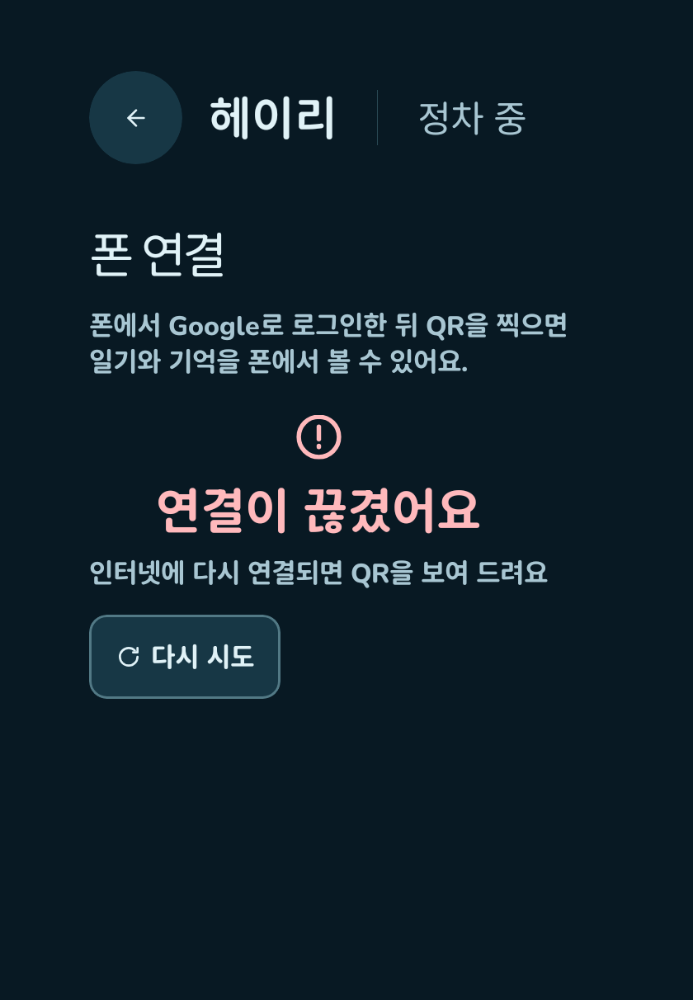 헤이리
정차 중
폰 연결
폰에서 Google로 로그인한 뒤 QR을 찍으면
일기와 기억을 폰에서 볼 수 있어요.
연결이 끊겼어요
인터넷에 다시 연결되면 QR을 보여 드려요
다시 시도